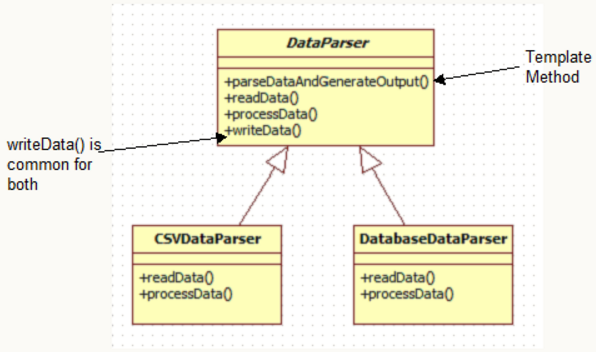 DataParser
+parseDataAndGenerateOutput()
+readData()
+processData()
+writeData()
Template
Method
writeData() is
common for
both
CSVDataParser
+readData()
+processData()
DatabaseDataParser
+readData()
+processData()